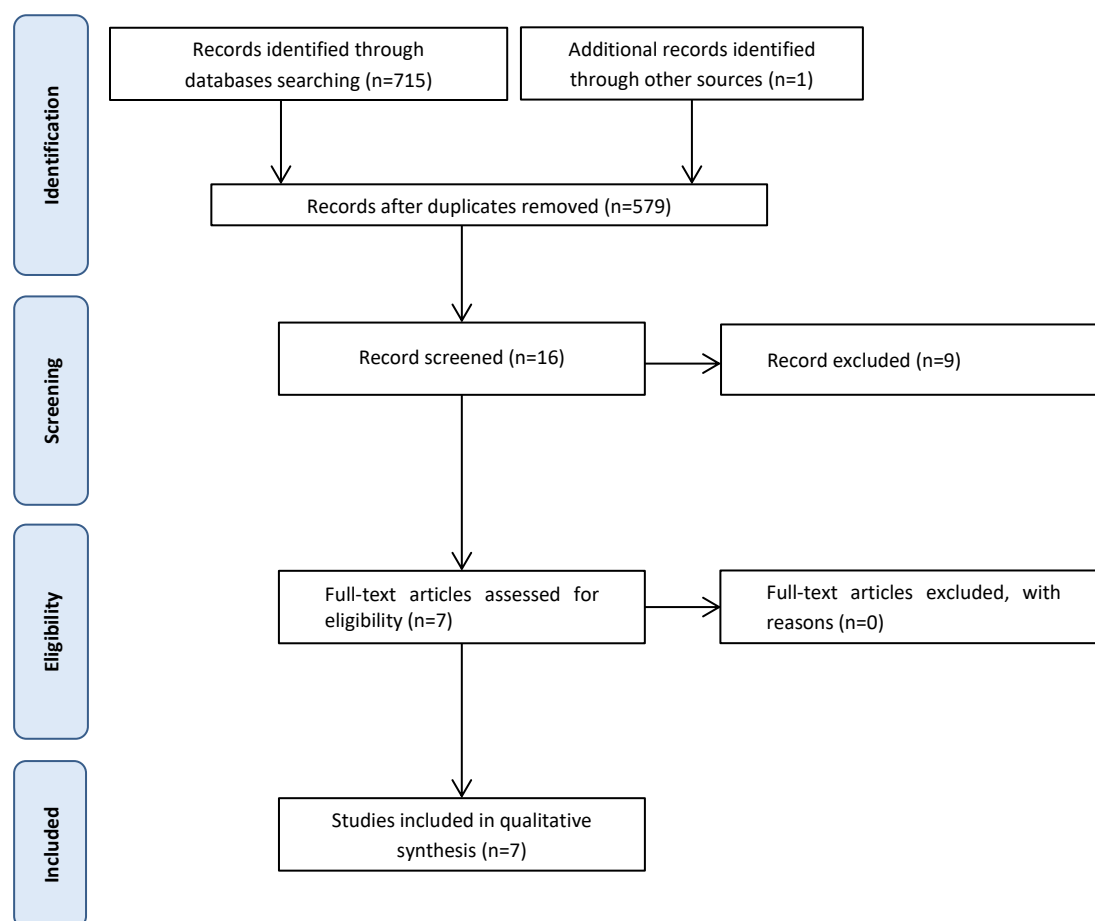 Identification
Records identified through
databases searching (n=715)
Additional records identified
through other sources (n=1)
Records after duplicates removed (n=579)
Screening
Record screened (n=16)
Record excluded (n=9)
Eligibility
Full-text articles assessed for
eligibility (n=7)
Full-text articles excluded, with
reasons (n=0)
Included
Studies included in qualitative
synthesis (n=7)